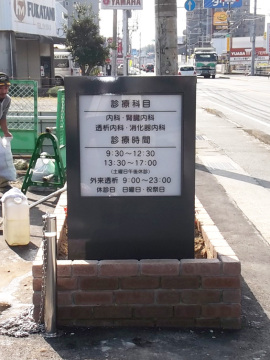 FUKATANI
YAMAHA
診療科目
内科・腎臓内科
透析内科・消化器内科
診療時間
9:30～12:30
13:30～17:00
(土曜日午後休診)
外来透析 9:00～23:00
休診日 日曜日・祝祭日